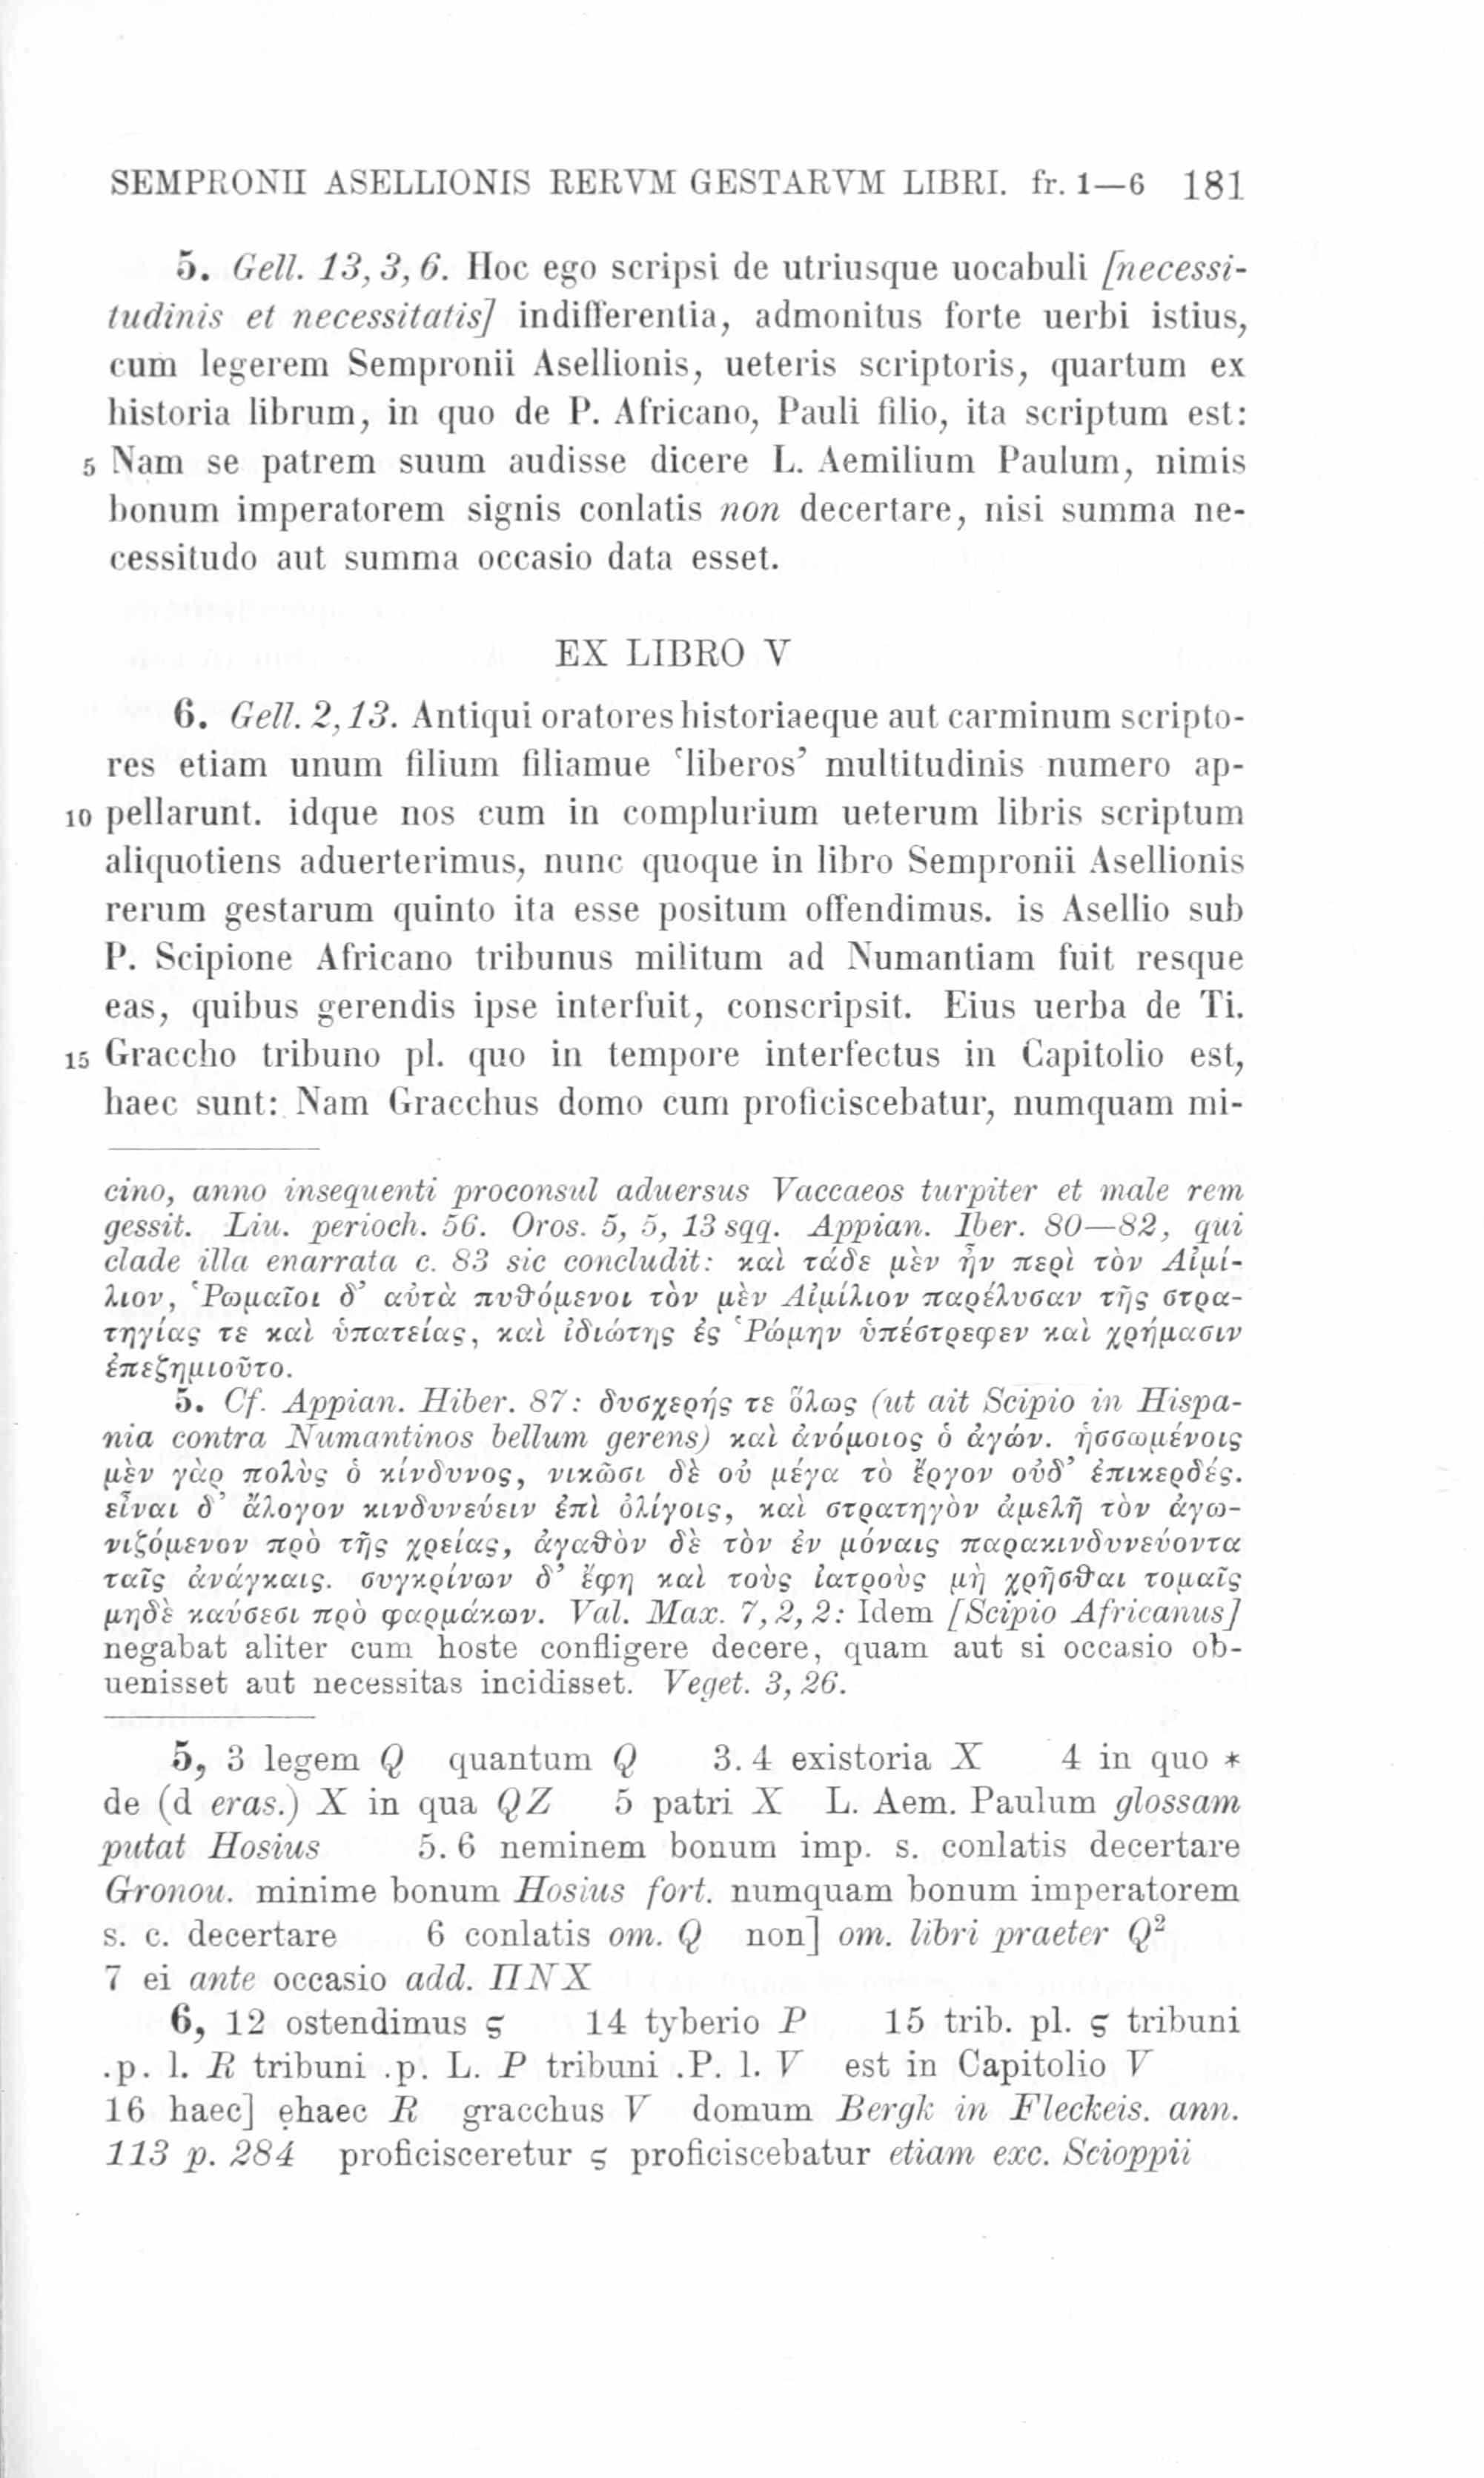 SEMPRONII ASELLIONIS RERVM GESTARVM LIBRI. fr. 1—6 181
5. Gell. 13, 3, 6. Hoc ego scripsi de utriusque uocabuli [necessi-
tudinis et necessitatis] indifferentia, admonitus forte uerbi istius,
cum legerem Sempronii Asellionis, ueteris scriptoris, quartum ex
historia librum, in quo de P. Africano, Pauli filio, ita scriptum est:
5 Nam se patrem suum audisse dicere L. Aemilium Paulum, nimis
bonum imperatorem signis conlatis non decertare, nisi summa ne-
cessitudo aut summa occasio data esset.
EX LIBRO V
6. Gell. 2, 13. Antiqui oratores historiaeque aut carminum scripto-
res etiam unum filium filiamue ‘liberos’ multitudinis numero ap-
10 pellarunt. idque nos cum in complurium ueterum libris scriptum
aliquotiens aduerterimus, nunc quoque in libro Sempronii Asellionis
rerum gestarum quinto ita esse positum offendimus. is Asellio sub
P. Scipione Africano tribunus militum ad Numantiam fuit resque
eas, quibus gerendis ipse interfuit, conscripsit. Eius uerba de Ti.
15 Graccho tribuno pl. quo in tempore interfectus in Capitolio est,
haec sunt: Nam Gracchus domo cum proficiscebatur, numquam mi-
cino, anno insequenti proconsul aduersus Vaccaeos turpiter et male rem
gessit. Liu. perioch. 56. Oros. 5, 5, 13 sqq. Appian. Iber. 80—82, qui
clade illa enarrata c. 83 sic concludit: καὶ τάδε μὲν ἦν περὶ τὸν Αἰμί-
λιον, Ῥωμαῖοι δ’ αὐτὰ πυθόμενοι τὸν μὲν Αἰμίλιον παρέλυσαν τῆς στρα-
τηγίας τε καὶ ὑπατείας, καὶ ἰδιώτης ἐς Ῥώμην ὑπέστρεφεν καὶ χρήμασιν
ἐπεζημιοῦτο.
5. Cf. Appian. Hiber. 87: δυσχερής τε ὅλως (ut ait Scipio in Hispa-
nia contra Numantinos bellum gerens) καὶ ἀνόμοιος ὁ ἀγών. ἡσσωμένοις
μὲν γὰρ πολὺς ὁ κίνδυνος, νικῶσι δὲ οὐ μέγα τὸ ἔργον οὐδ’ ἐπικερδές.
εἶναι δ’ ἄλογον κινδυνεύειν ἐπὶ ὀλίγοις, καὶ στρατηγὸν ἀμελῆ τὸν ἀγω-
νιζόμενον πρὸ τῆς χρείας, ἀγαθὸν δὲ τὸν ἐν μόναις παρακινδυνεύοντα
ταῖς ἀνάγκαις. συγκρίνων δ’ ἔφη καὶ τοὺς ἰατροὺς μὴ χρῆσθαι τομαῖς
μηδὲ καύσεσι πρὸ φαρμάκων. Val. Max. 7, 2, 2: Idem [Scipio Africanus]
negabat aliter cum hoste confligere decere, quam aut si occasio ob-
uenisset aut necessitas incidisset. Veget. 3, 26.
5, 3 legem Q quantum Q 3. 4 existoria X 4 in quo *
de (d eras.) X in qua QZ 5 patri X L. Aem. Paulum glossam
putat Hosius 5. 6 neminem bonum imp. s. conlatis decertare
Gronou. minime bonum Hosius fort. numquam bonum imperatorem
s. c. decertare 6 conlatis om. Q non] om. libri praeter Q²
7 ei ante occasio add. ΠNX
6, 12 ostendimus ς 14 tyberio P 15 trib. pl. ς tribuni
.p. l. R tribuni .p. L. P tribuni .P. l. V est in Capitolio V
16 haec] ẹhaec R gracchus V domum Bergk in Fleckeis. ann.
113 p. 284 proficisceretur ς proficiscebatur etiam exc. Scioppii